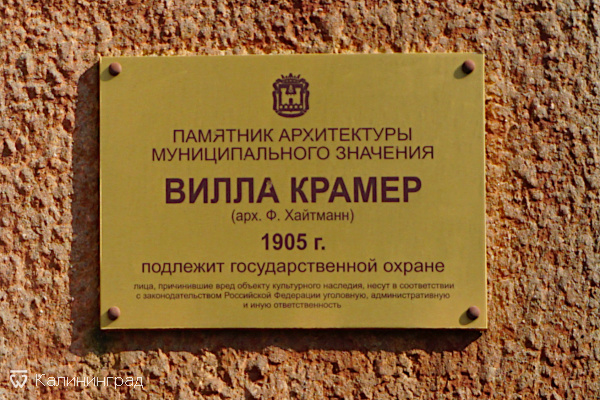 ПАМЯТНИК АРХИТЕКТУРЫ
МУНИЦИПАЛЬНОГО ЗНАЧЕНИЯ
ВИЛЛА КРАМЕР
(арх. Ф. Хайтманн)
1905 г.
подлежит государственной охране
лица, причинившие вред объекту культурного наследия, несут в соответствии
с законодательством Российской Федерации уголовную, административную
и иную ответственность
Калининград